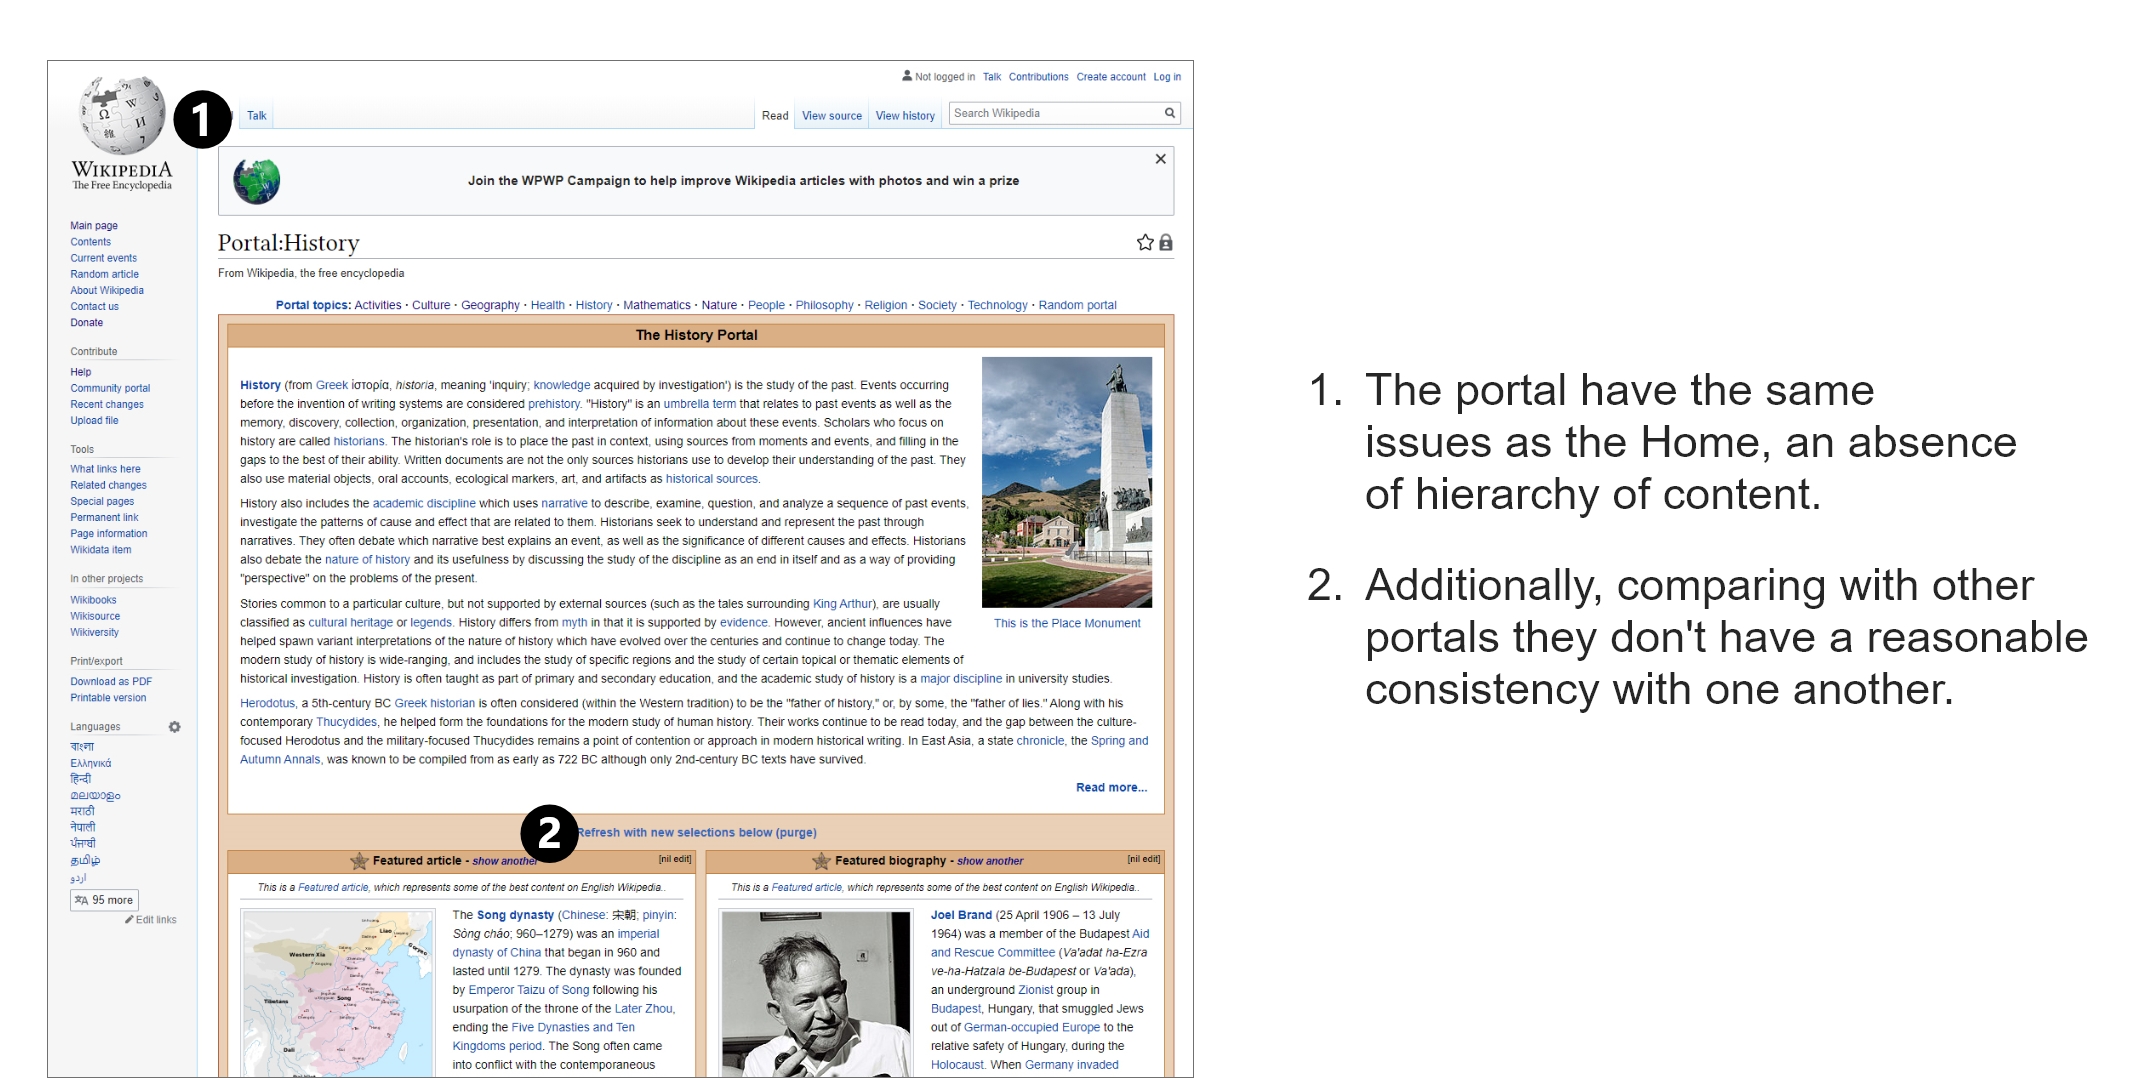 Not logged in Talk Contributions Create account Log in
1
Talk
Read View source View history Search Wikipedia
WIKIPEDIA
The Free Encyclopedia
Main page
Contents
Current events
Random article
About Wikipedia
Contact us
Donate
Contribute
Help
Community portal
Recent changes
Upload file
Tools
What links here
Related changes
Special pages
Permanent link
Page information
Wikidata item
In other projects
Wikibooks
Wikisource
Wikiversity
Print/export
Download as PDF
Printable version
Languages
বাংলা
Ελληνικά
हिन्दी
മലയാളം
मराठी
नेपाली
ਪੰਜਾਬੀ
தமிழ்
اردو
95 more
Edit links
Join the WPWP Campaign to help improve Wikipedia articles with photos and win a prize
Portal:History
From Wikipedia, the free encyclopedia
Portal topics: Activities · Culture · Geography · Health · History · Mathematics · Nature · People · Philosophy · Religion · Society · Technology · Random portal
The History Portal
History (from Greek ἱστορία, historia, meaning 'inquiry; knowledge acquired by investigation') is the study of the past. Events occurring
before the invention of writing systems are considered prehistory. "History" is an umbrella term that relates to past events as well as the
memory, discovery, collection, organization, presentation, and interpretation of information about these events. Scholars who focus on
history are called historians. The historian's role is to place the past in context, using sources from moments and events, and filling in the
gaps to the best of their ability. Written documents are not the only sources historians use to develop their understanding of the past. They
also use material objects, oral accounts, ecological markers, art, and artifacts as historical sources.
History also includes the academic discipline which uses narrative to describe, examine, question, and analyze a sequence of past events,
investigate the patterns of cause and effect that are related to them. Historians seek to understand and represent the past through
narratives. They often debate which narrative best explains an event, as well as the significance of different causes and effects. Historians
also debate the nature of history and its usefulness by discussing the study of the discipline as an end in itself and as a way of providing
"perspective" on the problems of the present.
Stories common to a particular culture, but not supported by external sources (such as the tales surrounding King Arthur), are usually
classified as cultural heritage or legends. History differs from myth in that it is supported by evidence. However, ancient influences have
helped spawn variant interpretations of the nature of history which have evolved over the centuries and continue to change today. The
modern study of history is wide-ranging, and includes the study of specific regions and the study of certain topical or thematic elements of
historical investigation. History is often taught as part of primary and secondary education, and the academic study of history is a major discipline in university studies.
This is the Place Monument
Herodotus, a 5th-century BC Greek historian is often considered (within the Western tradition) to be the "father of history," or, by some, the "father of lies." Along with his
contemporary Thucydides, he helped form the foundations for the modern study of human history. Their works continue to be read today, and the gap between the culture-
focused Herodotus and the military-focused Thucydides remains a point of contention or approach in modern historical writing. In East Asia, a state chronicle, the Spring and
Autumn Annals, was known to be compiled from as early as 722 BC although only 2nd-century BC texts have survived.
Read more...
2
Refresh with new selections below (purge)
Featured article - show another [nil edit]
This is a Featured article, which represents some of the best content on English Wikipedia..
The Song dynasty (Chinese: 宋朝; pinyin:
Sòng cháo; 960–1279) was an imperial
dynasty of China that began in 960 and
lasted until 1279. The dynasty was founded
by Emperor Taizu of Song following his
usurpation of the throne of the Later Zhou,
ending the Five Dynasties and Ten
Kingdoms period. The Song often came
into conflict with the contemporaneous
Liao
Western Xia
Tibetans
Song
Dali
Featured biography - show another [nil edit]
This is a Featured article, which represents some of the best content on English Wikipedia..
Joel Brand (25 April 1906 – 13 July
1964) was a member of the Budapest Aid
and Rescue Committee (Va'adat ha-Ezra
ve-ha-Hatzala be-Budapest or Va'ada),
an underground Zionist group in
Budapest, Hungary, that smuggled Jews
out of German-occupied Europe to the
relative safety of Hungary, during the
Holocaust. When Germany invaded
1. The portal have the same
issues as the Home, an absence
of hierarchy of content.
2. Additionally, comparing with other
portals they don't have a reasonable
consistency with one another.